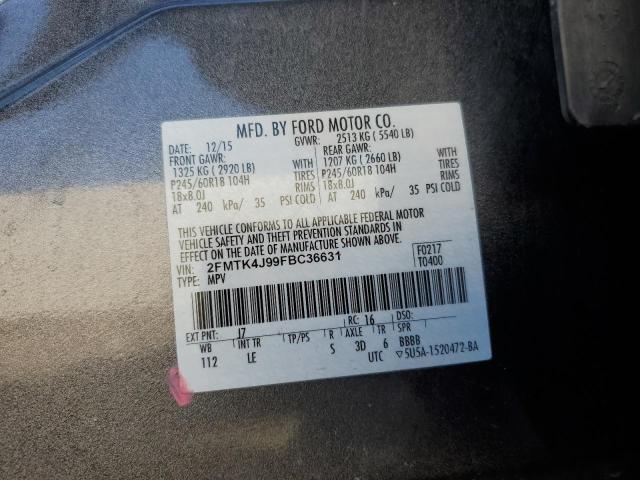 MFD. BY FORD MOTOR CO.
DATE: 12/15 GVWR: 2513 KG ( 5540 LB)
FRONT GAWR: REAR GAWR:
1325 KG ( 2920 LB) WITH 1207 KG ( 2660 LB) WITH
P245/60R18 104H TIRES P245/60R18 104H TIRES
18x8.0J RIMS 18x8.0J RIMS
AT 240 kPa/ 35 PSI COLD AT 240 kPa/ 35 PSI COLD
THIS VEHICLE CONFORMS TO ALL APPLICABLE FEDERAL MOTOR
VEHICLE SAFETY AND THEFT PREVENTION STANDARDS IN
EFFECT ON THE DATE OF MANUFACTURE SHOWN ABOVE.
VIN: 2FMTK4J99FBC36631 F0217
TYPE: MPV T0400
EXT PNT: J7 RC: 16 DSO:
WB INT TR TP/PS R AXLE TR SPR
112 LE S 3D 6 BBBB
UTC ▽5U5A-1520472-BA